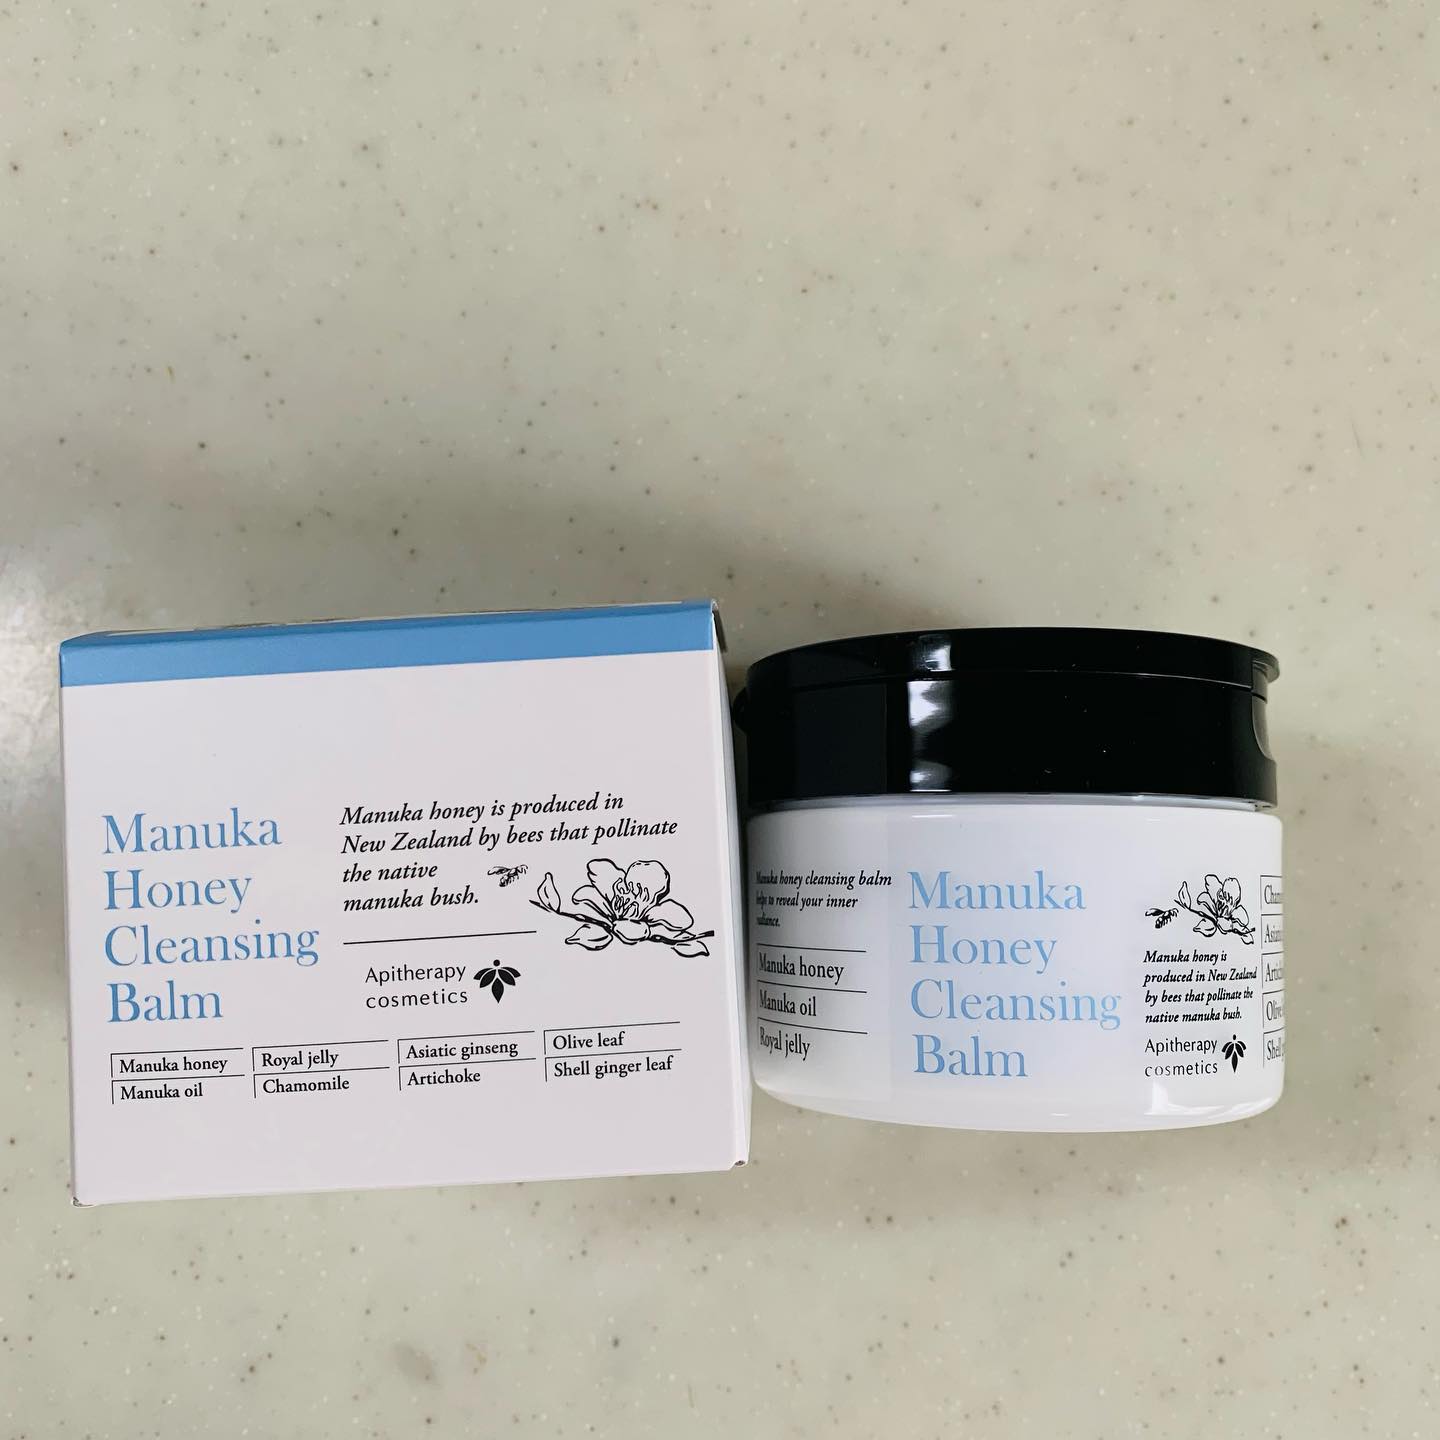 Manuka
Honey
Cleansing
Balm
Manuka honey is produced in
New Zealand by bees that pollinate
the native
manuka bush.
Apitherapy
cosmetics
Manuka honey
Manuka oil
Royal jelly
Chamomile
Asiatic ginseng
Artichoke
Olive leaf
Shell ginger leaf
Manuka honey cleansing balm
helps to reveal your inner
radiance.
Manuka honey
Manuka oil
Royal jelly
Manuka
Honey
Cleansing
Balm
Manuka honey is
produced in New Zealand
by bees that pollinate the
native manuka bush.
Apitherapy
cosmetics